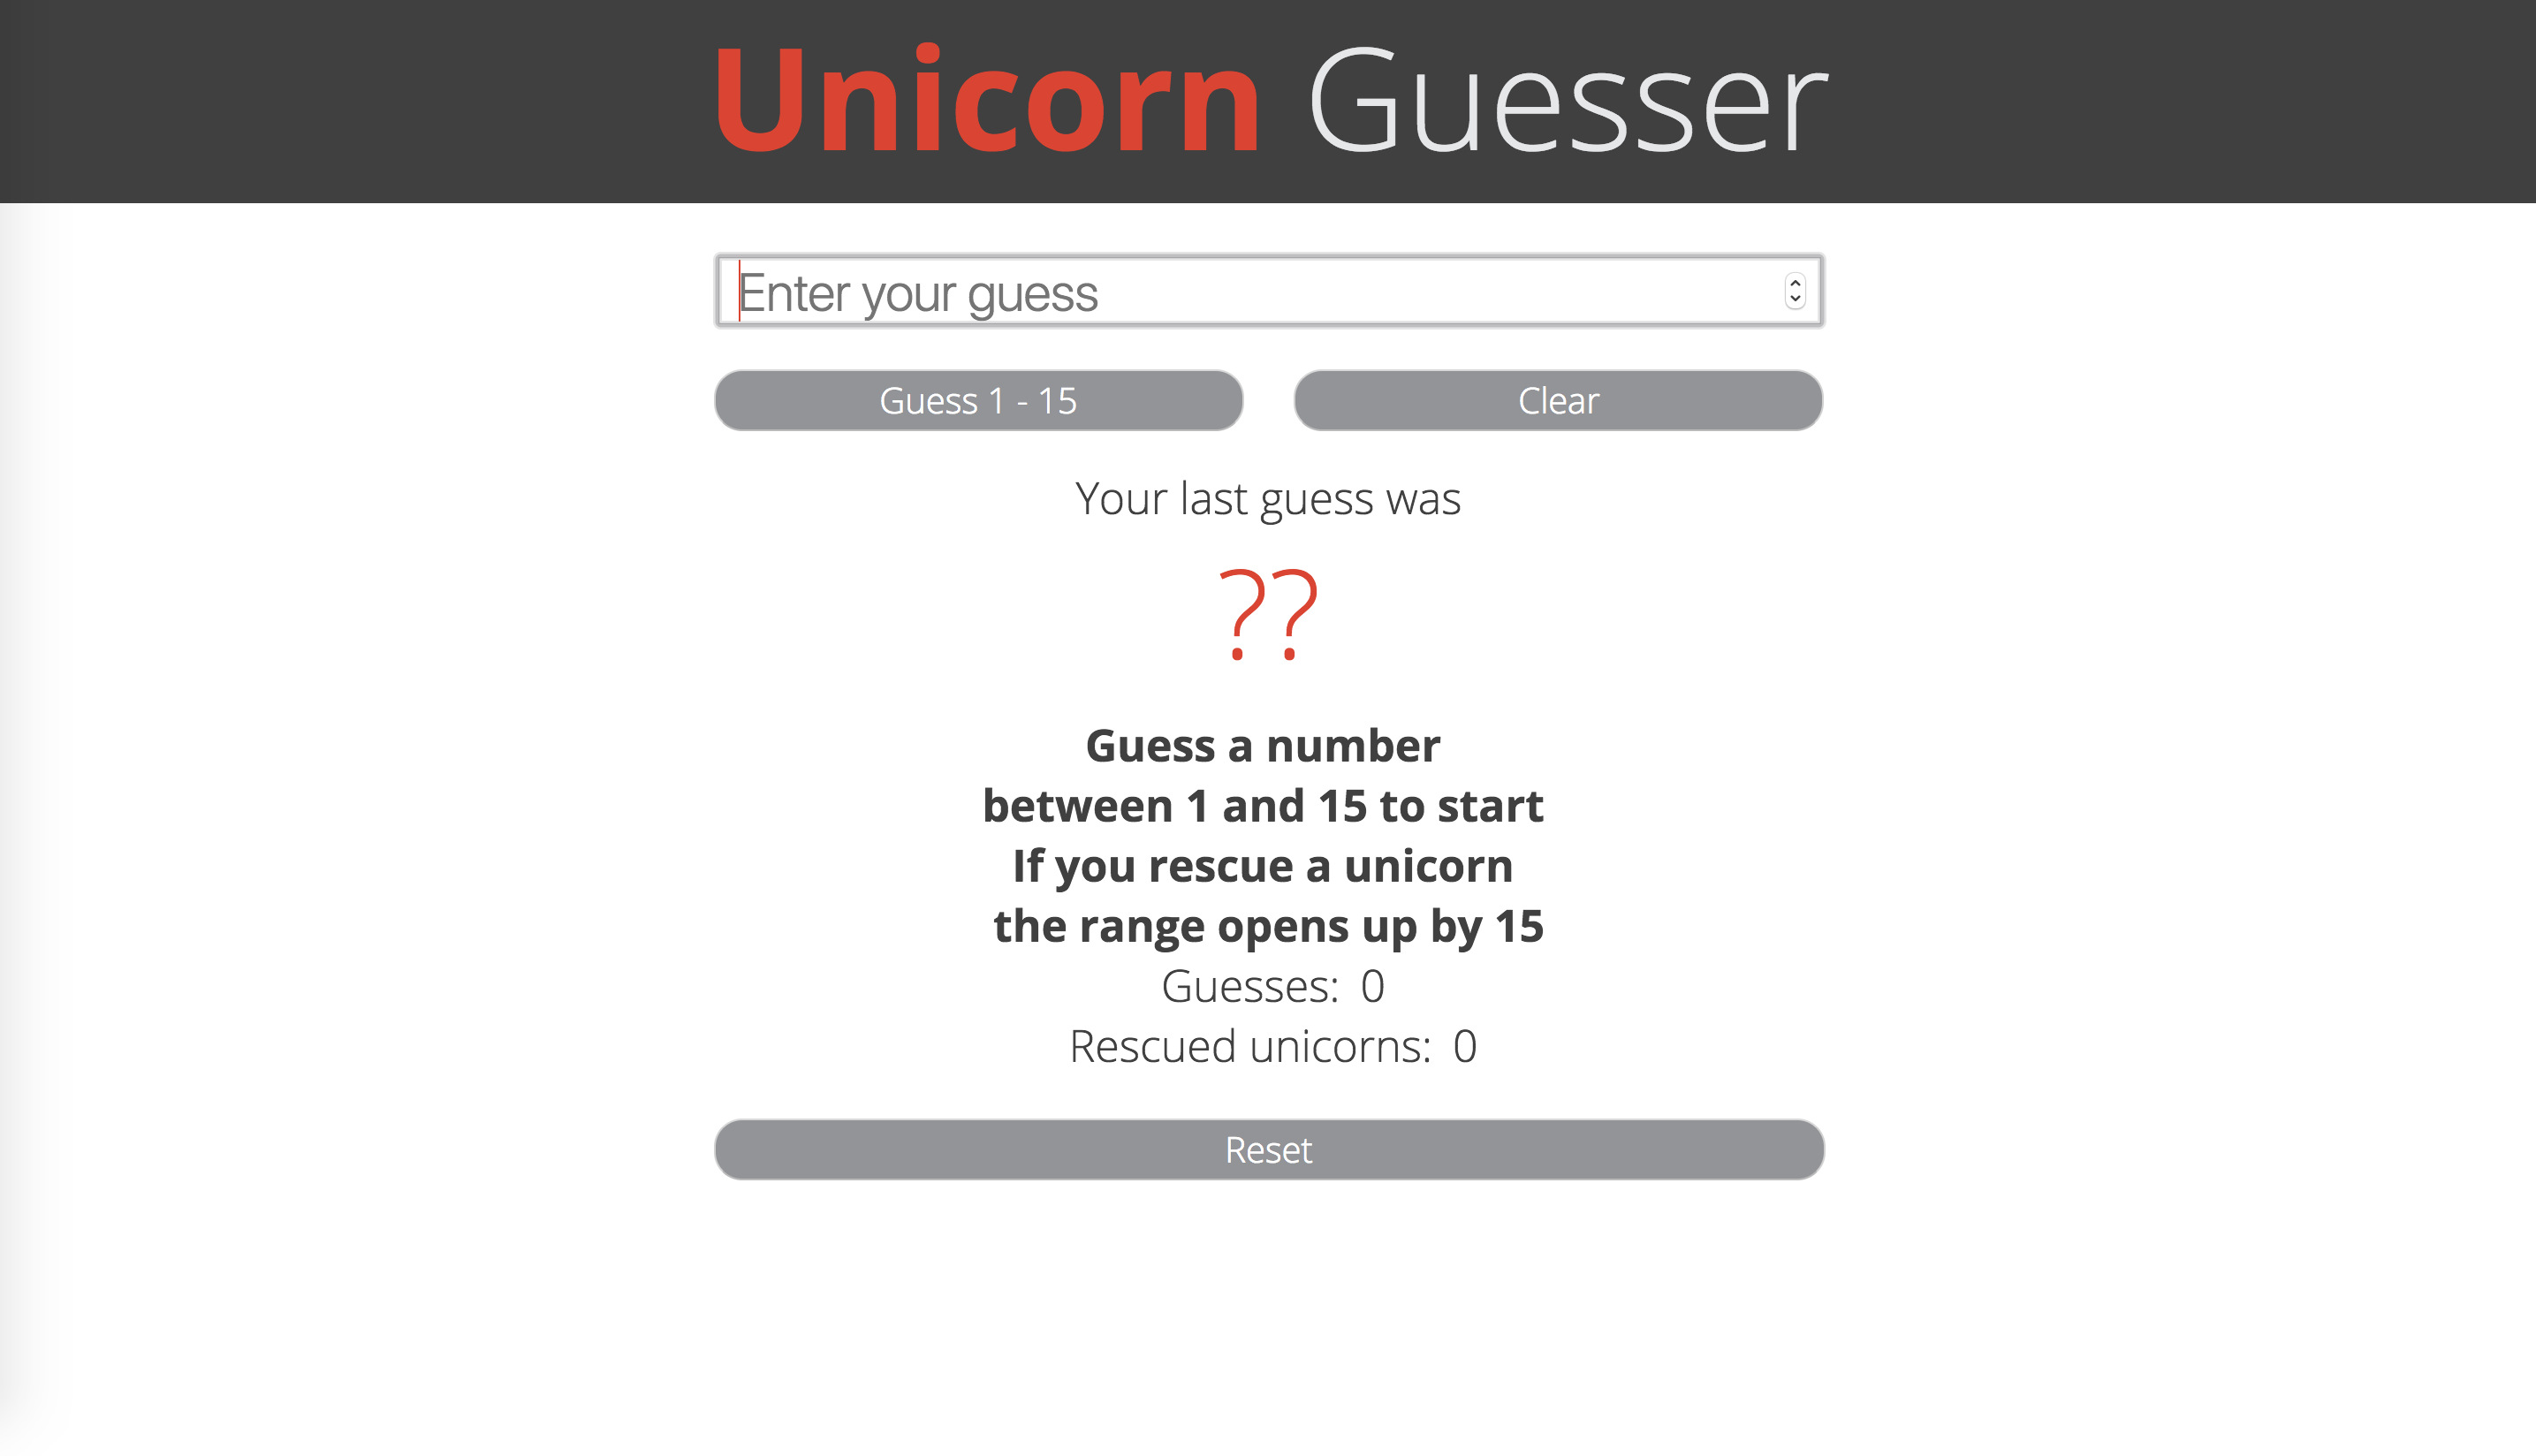 Unicorn Guesser
Enter your guess
Guess 1 - 15
Clear
Your last guess was
??
Guess a number
between 1 and 15 to start
If you rescue a unicorn
the range opens up by 15
Guesses: 0
Rescued unicorns: 0
Reset